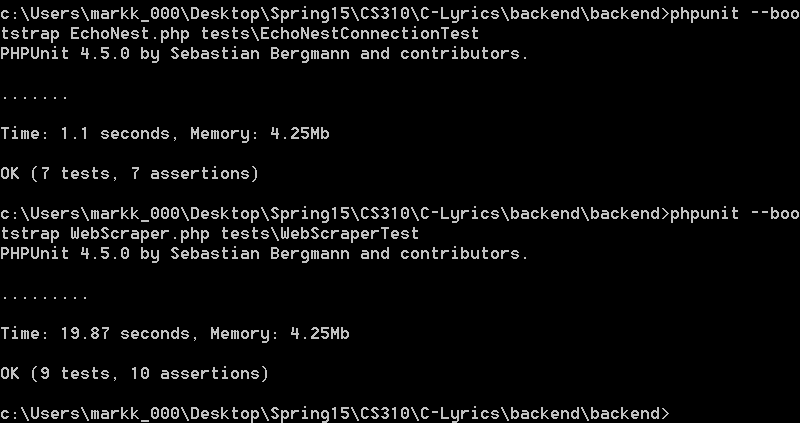 c:\Users\markk_000\Desktop\Spring15\CS310\C-Lyrics\backend\backend>phpunit --boo
tstrap EchoNest.php tests\EchoNestConnectionTest
PHPUnit 4.5.0 by Sebastian Bergmann and contributors.
.......
Time: 1.1 seconds, Memory: 4.25Mb
OK (7 tests, 7 assertions)
c:\Users\markk_000\Desktop\Spring15\CS310\C-Lyrics\backend\backend>phpunit --boo
tstrap WebScraper.php tests\WebScraperTest
PHPUnit 4.5.0 by Sebastian Bergmann and contributors.
.........
Time: 19.87 seconds, Memory: 4.25Mb
OK (9 tests, 10 assertions)
c:\Users\markk_000\Desktop\Spring15\CS310\C-Lyrics\backend\backend>